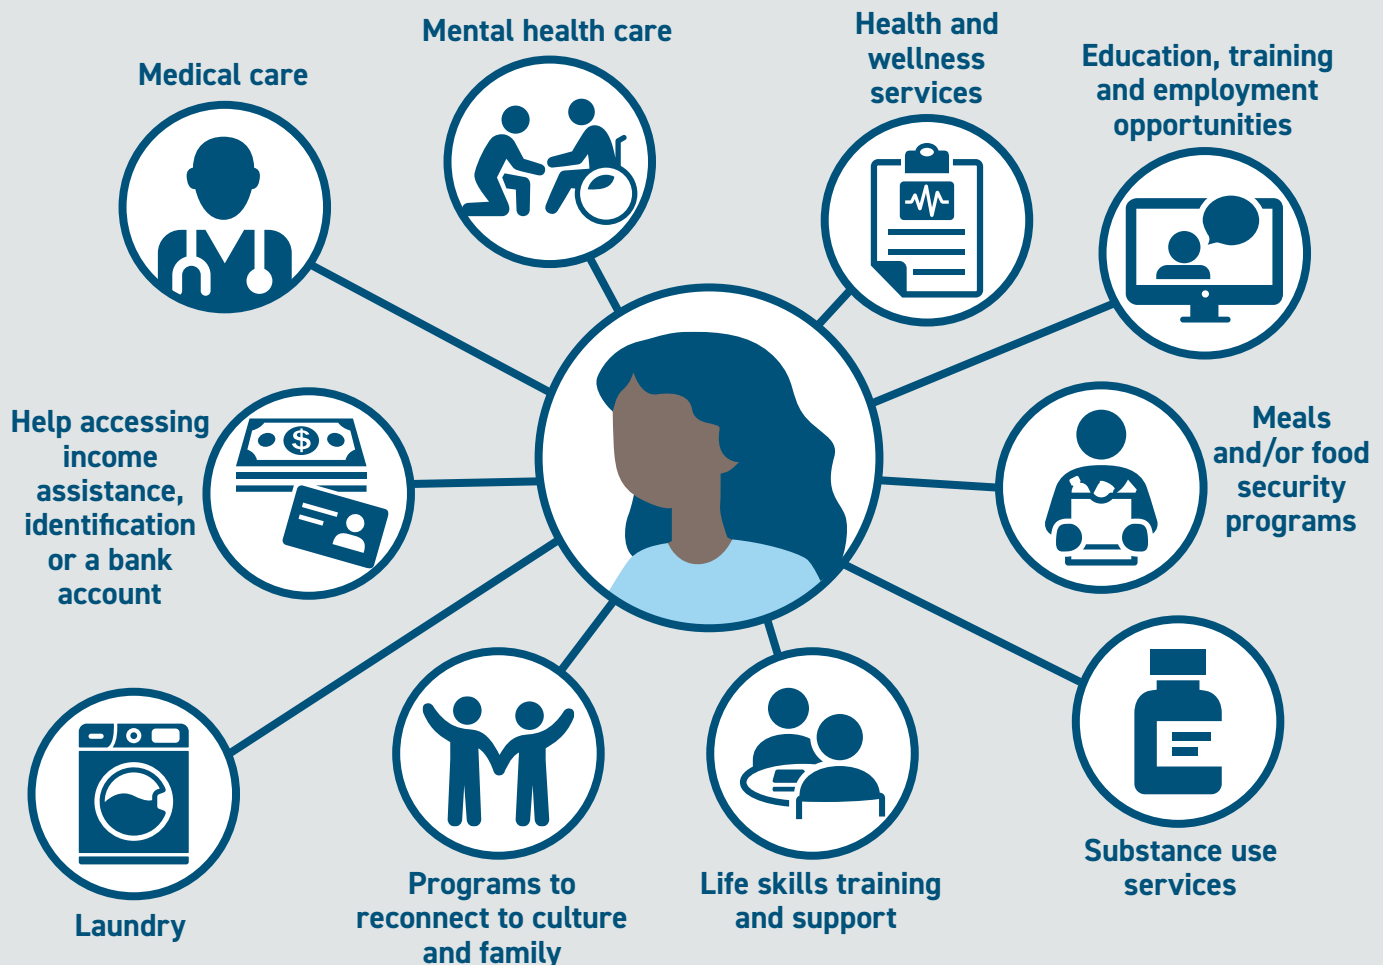 Medical care
Mental health care
Health and
wellness
services
Education, training
and employment
opportunities
Help accessing
income
assistance,
identification
or a bank
account
$
Meals
and/or food
security
programs
Laundry
Programs to
reconnect to culture
and family
Life skills training
and support
Substance use
services